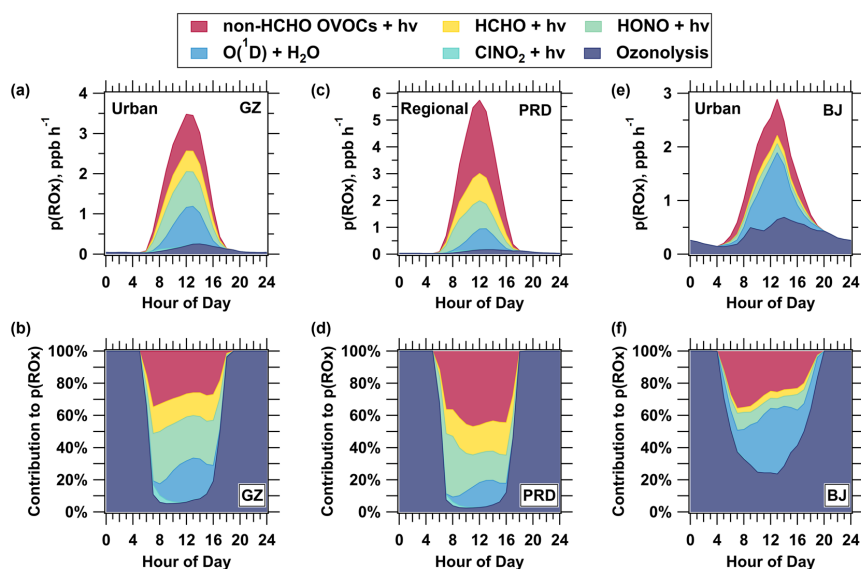 non-HCHO OVOCs + hv HCHO + hv HONO + hv
O(¹D) + H₂O ClNO₂ + hv Ozonolysis
(a) (c) (e)
Urban GZ Regional PRD Urban BJ
p(ROx), ppb h⁻¹ p(ROx), ppb h⁻¹ p(ROx), ppb h⁻¹
4 3 2 1 0
6 5 4 3 2 1 0
3 2 1 0
0 4 8 12 16 20 24 0 4 8 12 16 20 24 0 4 8 12 16 20 24
Hour of Day Hour of Day Hour of Day
(b) (d) (f)
Contribution to p(ROx) Contribution to p(ROx) Contribution to p(ROx)
100% 100% 100%
80% 80% 80%
60% 60% 60%
40% 40% 40%
20% 20% 20%
0% 0% 0%
GZ PRD BJ
0 4 8 12 16 20 24 0 4 8 12 16 20 24 0 4 8 12 16 20 24
Hour of Day Hour of Day Hour of Day